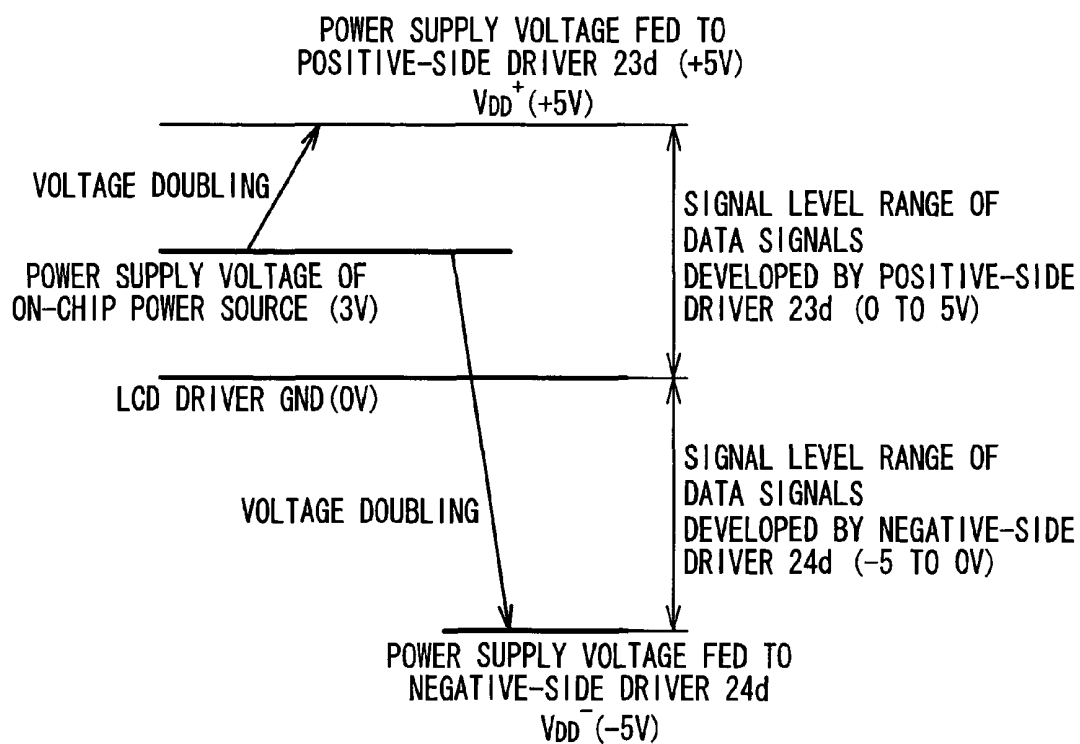 POWER SUPPLY VOLTAGE FED TO
POSITIVE-SIDE DRIVER 23d (+5V)
VDD+(+5V)
VOLTAGE DOUBLING
POWER SUPPLY VOLTAGE OF
ON-CHIP POWER SOURCE (3V)
SIGNAL LEVEL RANGE OF
DATA SIGNALS
DEVELOPED BY POSITIVE-SIDE
DRIVER 23d (0 TO 5V)
LCD DRIVER GND(0V)
VOLTAGE DOUBLING
SIGNAL LEVEL RANGE OF
DATA SIGNALS
DEVELOPED BY NEGATIVE-SIDE
DRIVER 24d (-5 TO 0V)
POWER SUPPLY VOLTAGE FED TO
NEGATIVE-SIDE DRIVER 24d
VDD-(-5V)